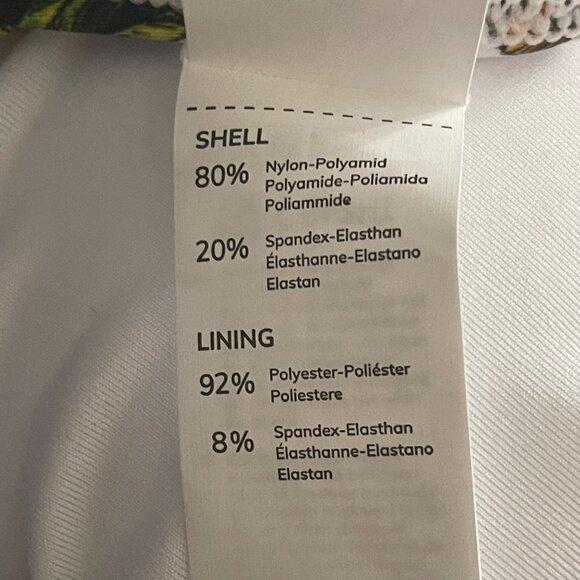 SHELL
80% Nylon-Polyamid
Polyamide-Poliamida
Poliammide
20% Spandex-Elasthan
Élasthanne-Elastano
Elastan
LINING
92% Polyester-Poliéster
Poliestere
8% Spandex-Elasthan
Élasthanne-Elastano
Elastan